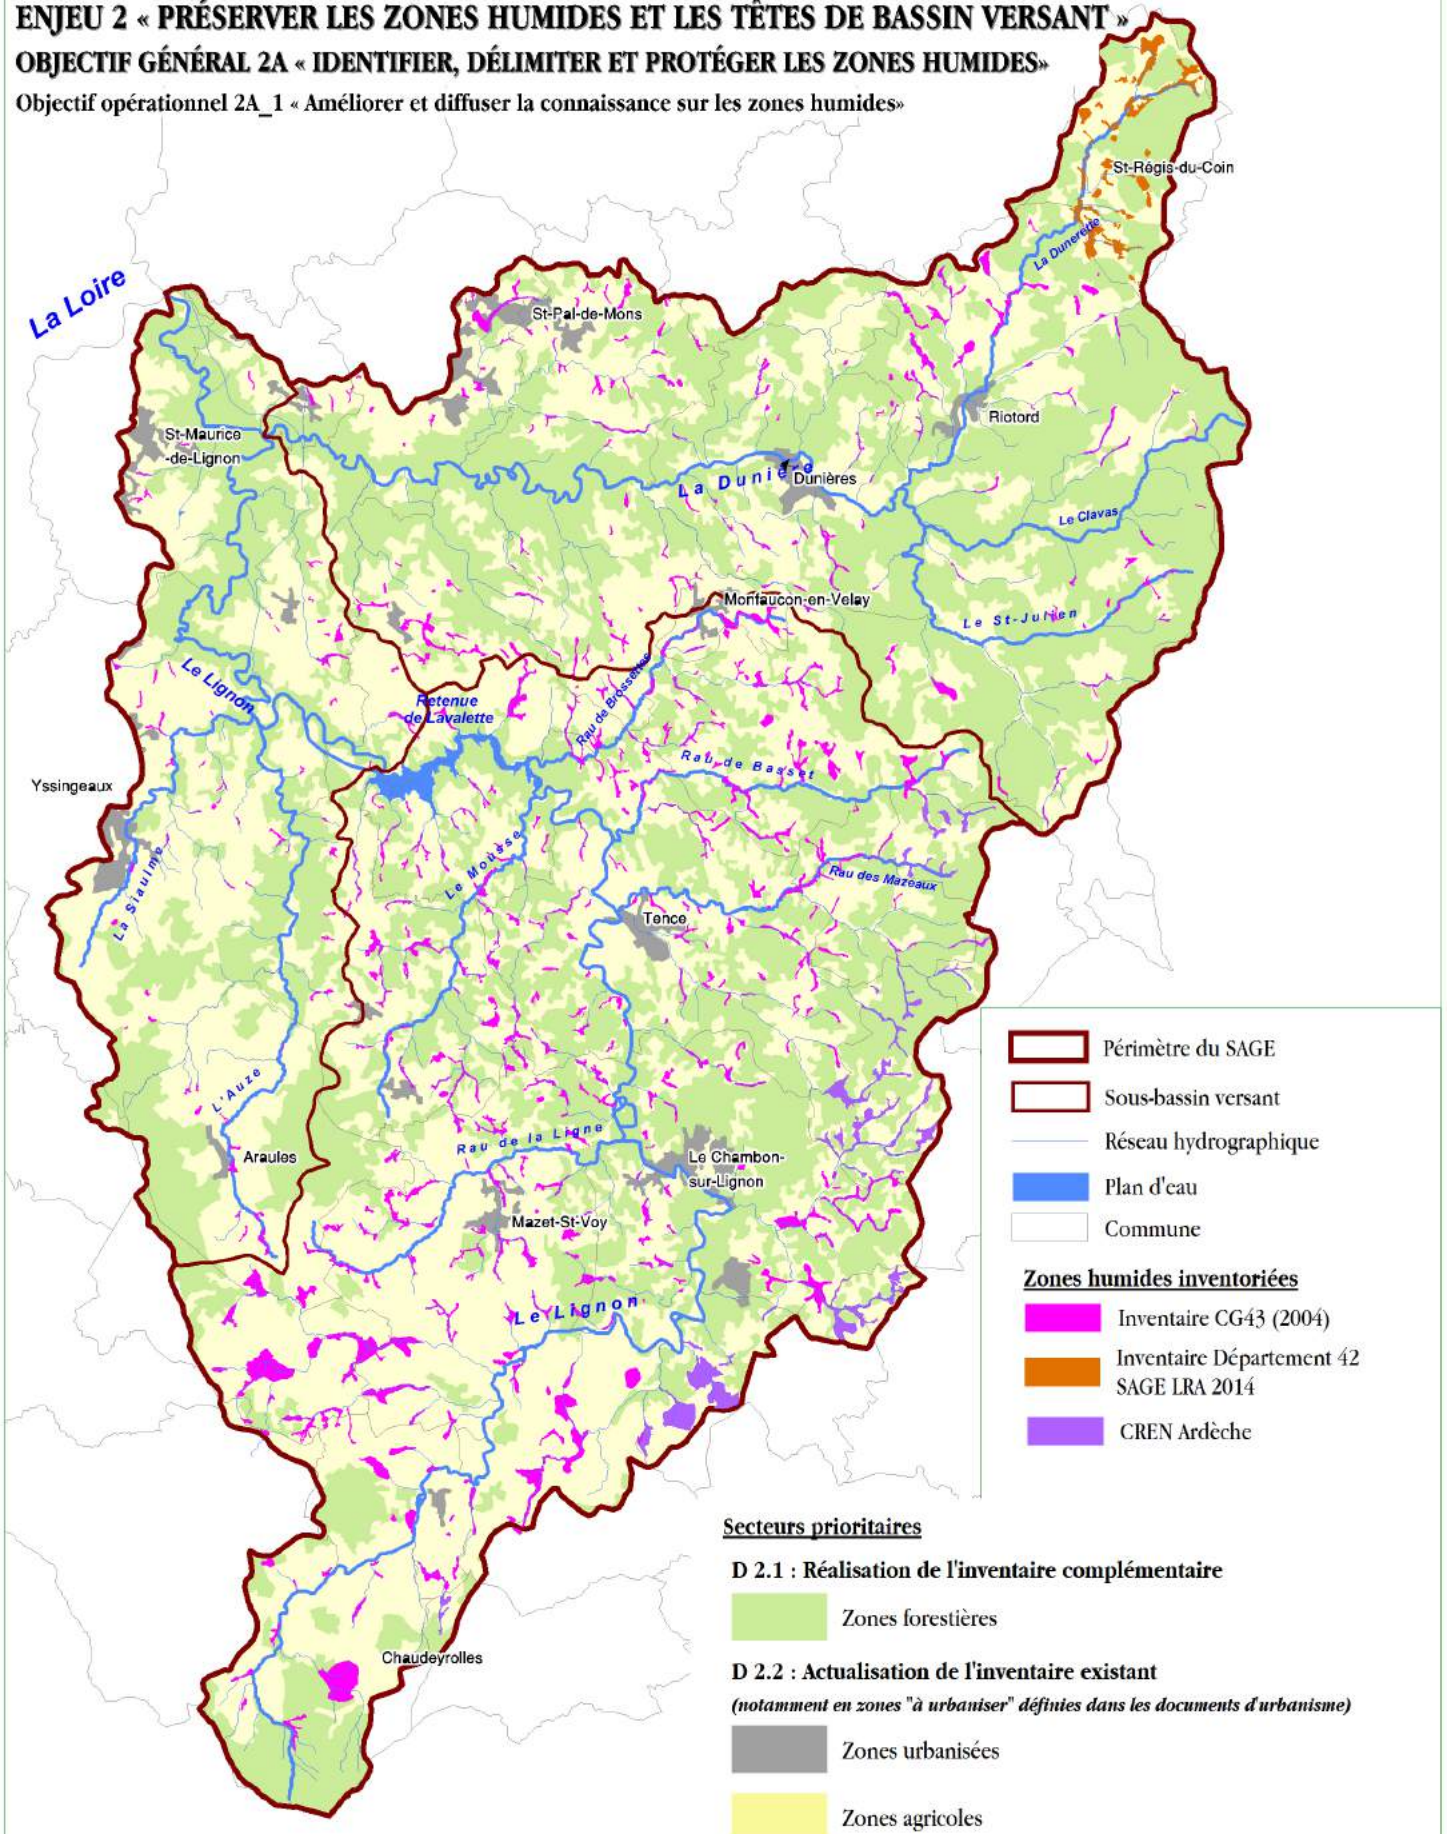 ENJEU 2 « PRÉSERVER LES ZONES HUMIDES ET LES TÊTES DE BASSIN VERSANT »
OBJECTIF GÉNÉRAL 2A « IDENTIFIER, DÉLIMITER ET PROTÉGER LES ZONES HUMIDES»
Objectif opérationnel 2A_1 « Améliorer et diffuser la connaissance sur les zones humides»
St-Régis-du-Coin
La Dunerette
La Loire
St-Pal-de-Mons
Riotord
St-Maurice
-de-Lignon
La Dunière
Dunières
Le Clavas
Montaucon-en-Velay
Le St-Julien
Le Lignon
Retenue
de Lavalette
Rau de Brossettes
Rau de Basset
Yssingeaux
La Siaulme
Le Mousse
Rau des Mazeaux
Tence
L'Auze
Araules
Rau de la Ligne
Le Chambon-
sur-Lignon
Mazet-St-Voy
Le Lignon
Chaudeyrolles
Périmètre du SAGE
Sous-bassin versant
Réseau hydrographique
Plan d'eau
Commune
Zones humides inventoriées
Inventaire CG43 (2004)
Inventaire Département 42
SAGE LRA 2014
CREN Ardèche
Secteurs prioritaires
D 2.1 : Réalisation de l'inventaire complémentaire
Zones forestières
D 2.2 : Actualisation de l'inventaire existant
(notamment en zones "à urbaniser" définies dans les documents d'urbanisme)
Zones urbanisées
Zones agricoles